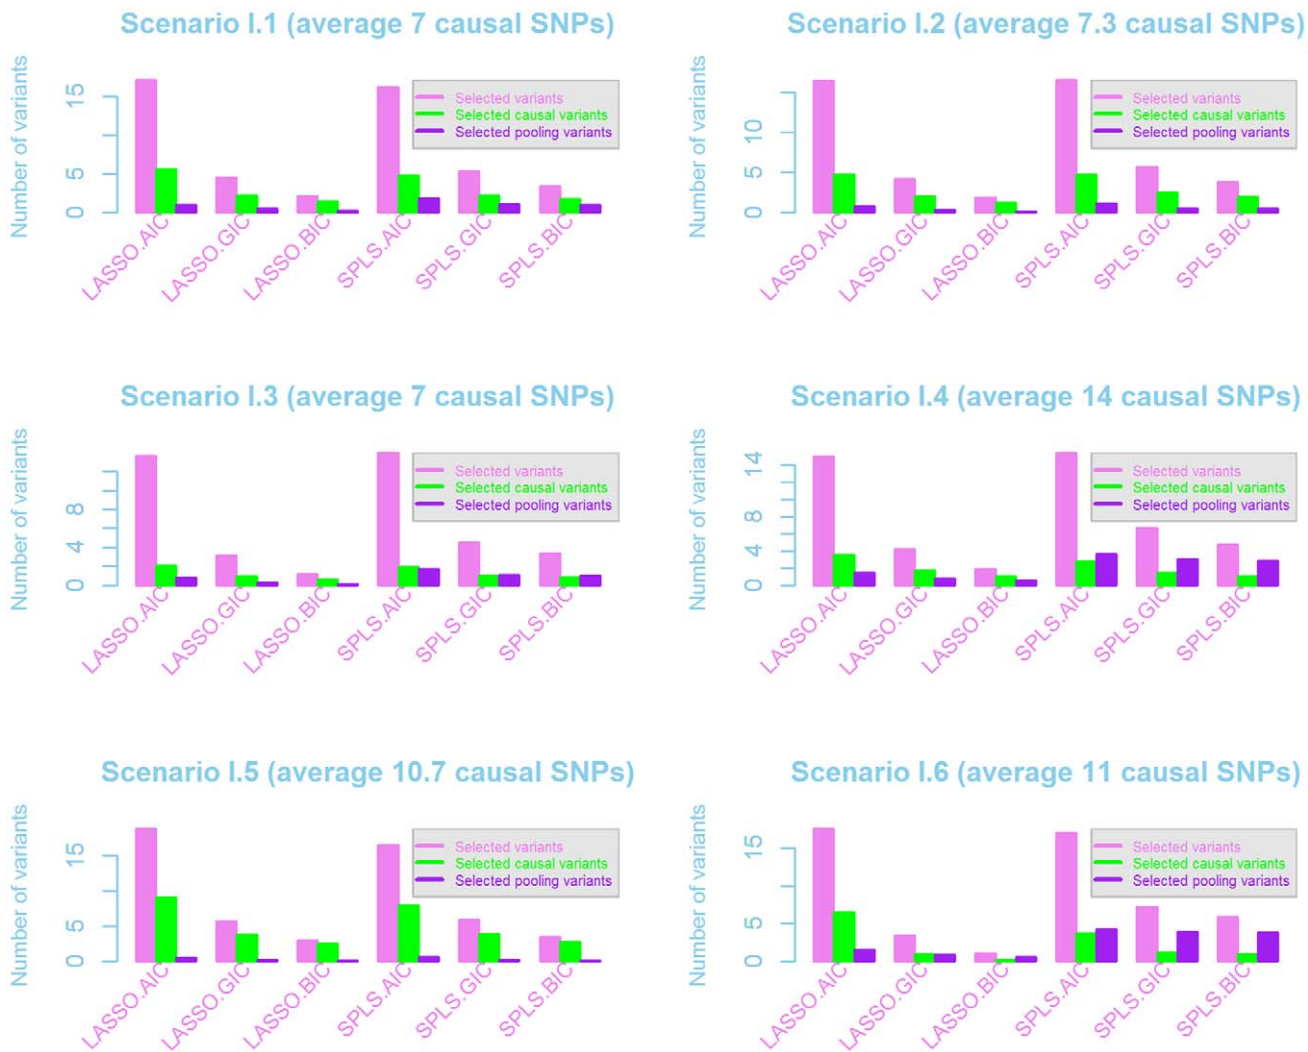 Scenario I.1 (average 7 causal SNPs)
Number of variants
15
5
0
Selected variants
Selected causal variants
Selected pooling variants
LASSO.AIC
LASSO.GIC
LASSO.BIC
SPLS.AIC
SPLS.GIC
SPLS.BIC
Scenario I.2 (average 7.3 causal SNPs)
Number of variants
10
5
0
Selected variants
Selected causal variants
Selected pooling variants
LASSO.AIC
LASSO.GIC
LASSO.BIC
SPLS.AIC
SPLS.GIC
SPLS.BIC
Scenario I.3 (average 7 causal SNPs)
Number of variants
8
4
0
Selected variants
Selected causal variants
Selected pooling variants
LASSO.AIC
LASSO.GIC
LASSO.BIC
SPLS.AIC
SPLS.GIC
SPLS.BIC
Scenario I.4 (average 14 causal SNPs)
Number of variants
14
8
4
0
Selected variants
Selected causal variants
Selected pooling variants
LASSO.AIC
LASSO.GIC
LASSO.BIC
SPLS.AIC
SPLS.GIC
SPLS.BIC
Scenario I.5 (average 10.7 causal SNPs)
Number of variants
15
5
0
Selected variants
Selected causal variants
Selected pooling variants
LASSO.AIC
LASSO.GIC
LASSO.BIC
SPLS.AIC
SPLS.GIC
SPLS.BIC
Scenario I.6 (average 11 causal SNPs)
Number of variants
15
5
0
Selected variants
Selected causal variants
Selected pooling variants
LASSO.AIC
LASSO.GIC
LASSO.BIC
SPLS.AIC
SPLS.GIC
SPLS.BIC